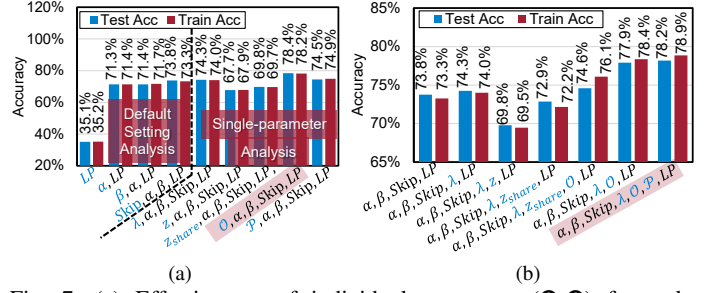 120%
100%
80%
60%
40%
20%
Accuracy
Test Acc Train Acc
35.1%
35.2%
71.3%
71.4%
71.4%
71.7%
73.8%
73.3%
74.3%
74.0%
67.7%
67.9%
69.8%
69.7%
78.4%
78.2%
74.5%
74.9%
Default
Setting
Analysis
Single-parameter
Analysis
LP
α, LP
β, α, LP
Skip, α, β, LP
λ, α, β, Skip, LP
z, α, β, Skip, LP
z_share, α, β, Skip, LP
O, α, β, Skip, LP
P, α, β, Skip, LP
(a)
85%
80%
75%
70%
65%
Accuracy
Test Acc Train Acc
73.8%
73.3%
74.3%
74.0%
69.8%
69.5%
72.9%
72.2%
74.6%
76.1%
77.9%
78.4%
78.2%
78.9%
α, β, Skip, LP
α, β, Skip, λ, LP
α, β, Skip, λ, z, LP
α, β, Skip, λ, z_share, LP
α, β, Skip, λ, z_share, O, LP
α, β, Skip, λ, O, LP
α, β, Skip, λ, O, P, LP
(b)